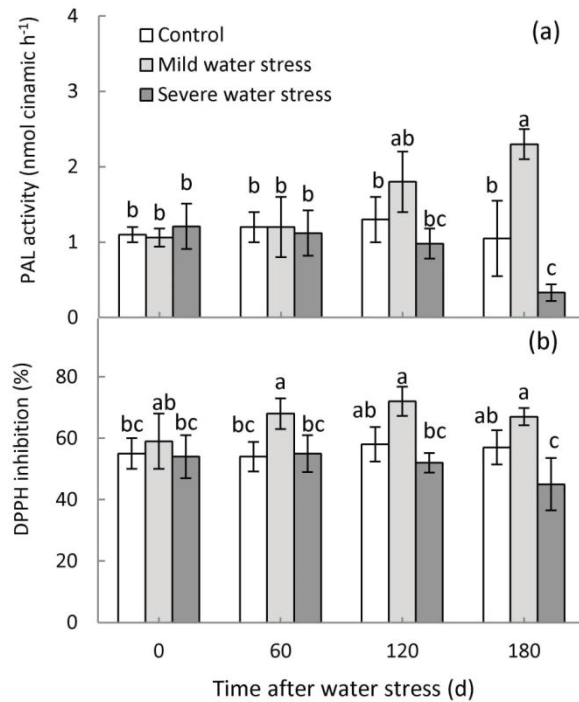 (a)
Control
Mild water stress
Severe water stress
PAL activity (nmol cinamic h⁻¹)
4
3
2
1
0
b b b
b b b
b ab bc
b a c
(b)
DPPH inhibition (%)
80
60
40
20
0
bc ab bc
bc a bc
ab a bc
ab a c
0 60 120 180
Time after water stress (d)